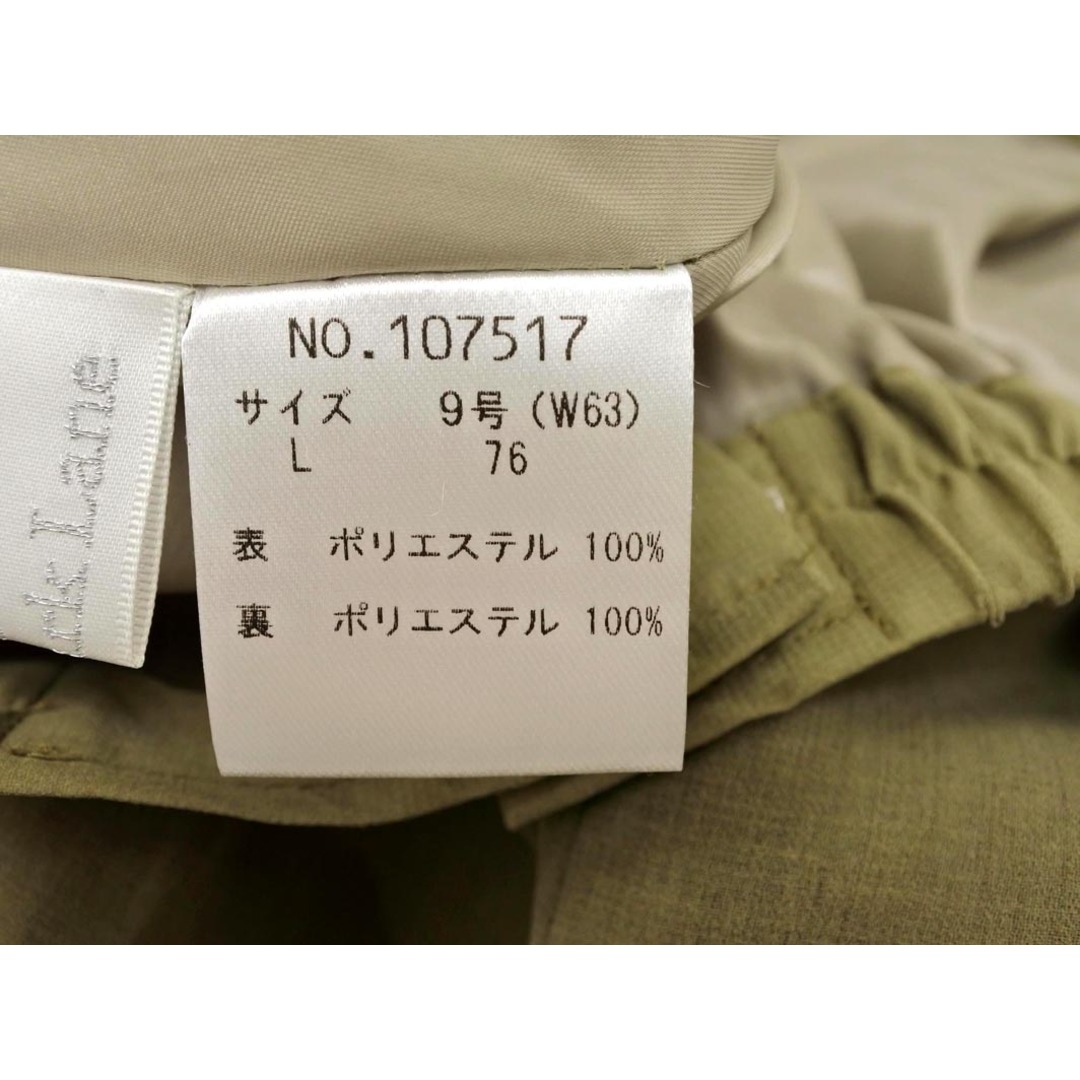 NO.107517
サイズ 9号(W63)
L 76
表 ポリエステル 100%
裏 ポリエステル 100%